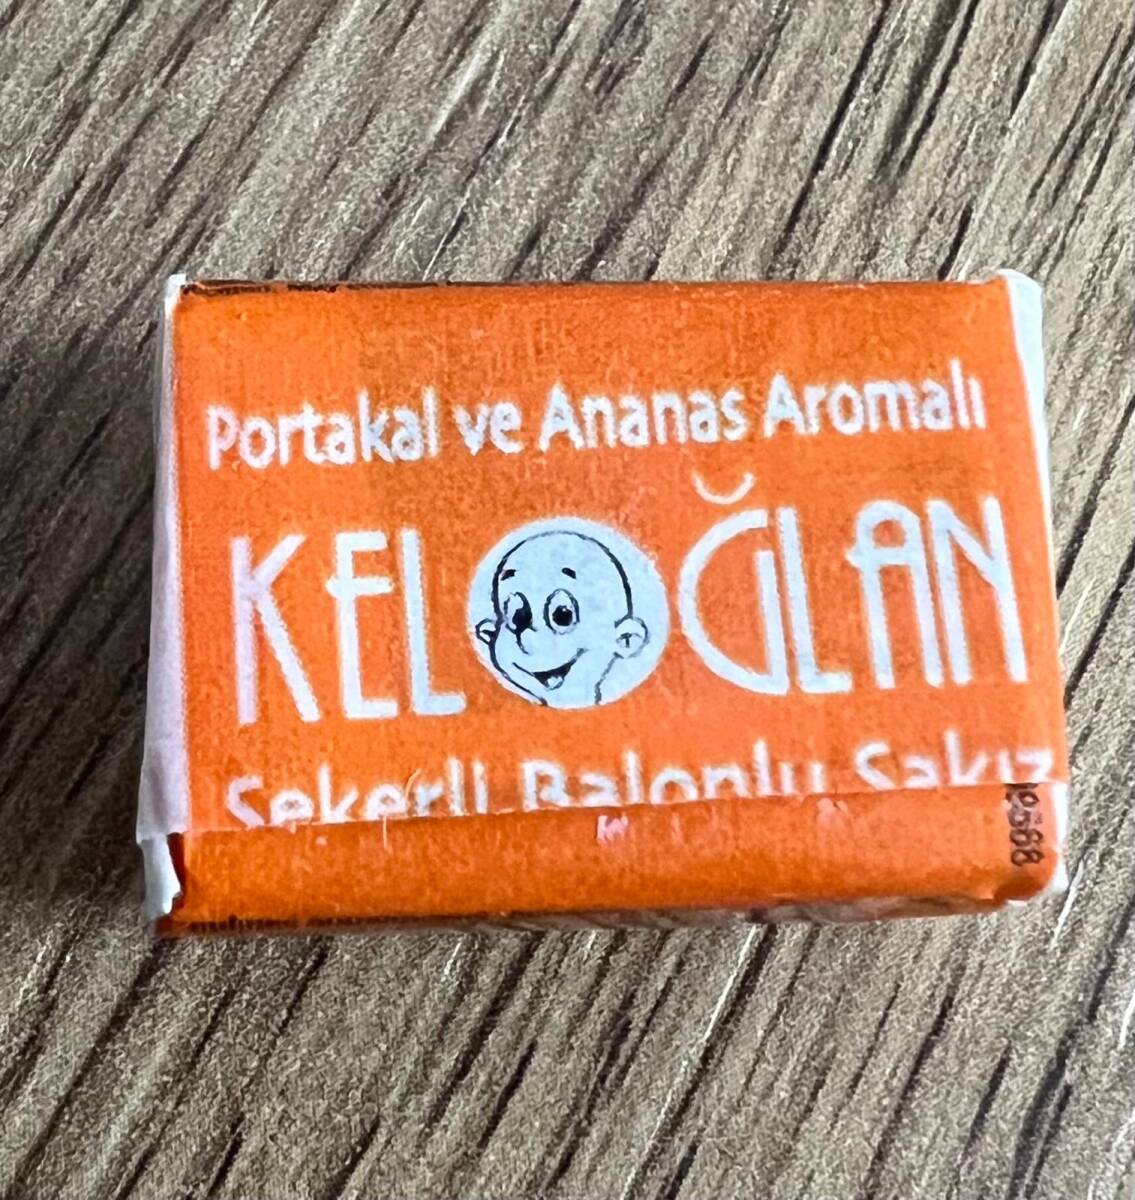 Portakal ve Ananas Aromalı
KELOĞLAN
Şekerli Balonlu Sakız